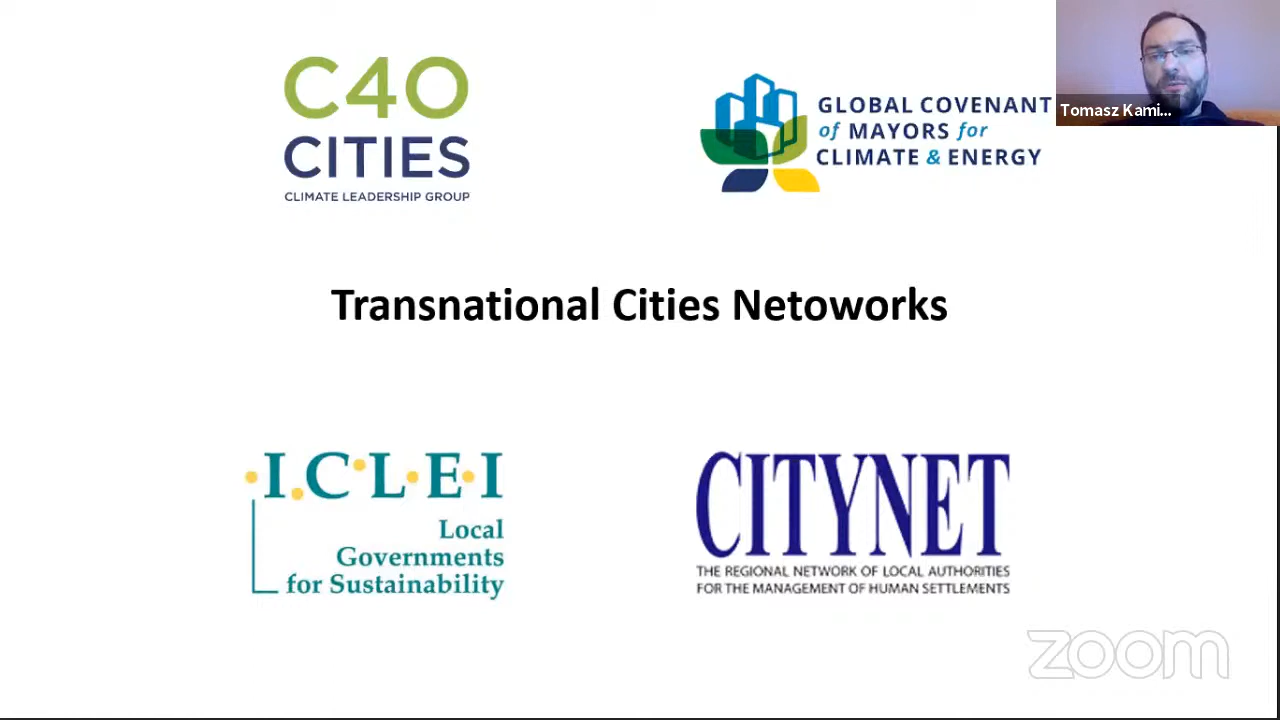 C40
CITIES
CLIMATE LEADERSHIP GROUP
GLOBAL COVENANT
of MAYORS for
CLIMATE & ENERGY
Tomasz Kami...
Transnational Cities Netoworks
I.C.L.E.I
Local
Governments
for Sustainability
CITYNET
THE REGIONAL NETWORK OF LOCAL AUTHORITIES
FOR THE MANAGEMENT OF HUMAN SETTLEMENTS
zoom